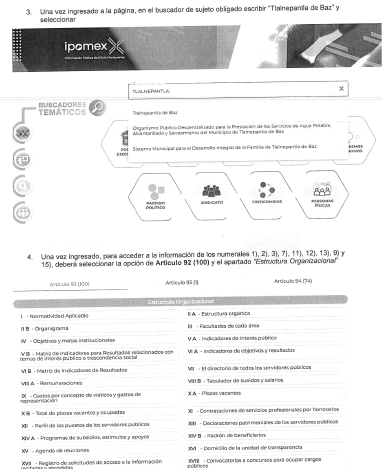 3. Una vez ingresado a la página, en el buscador de sujeto obligado escribir "Tlalnepantla de Baz" y
seleccionar
ipomex
TLALNEPANTLA
X
BUSCADORES
TEMÁTICOS
Tlalnepantla de Baz
Organismo Público Descentralizado para la Prestación de los Servicios de Agua Potable,
Alcantarillado y Saneamiento del Municipio de Tlalnepantla de Baz
Sistema Municipal para el Desarrollo Integral de la Familia de Tlalnepantla de Baz
PARTIDO
POLÍTICO
SINDICATO
FIDEICOMISOS
PERSONAS
FÍSICAS
4. Una vez ingresado, para acceder a la información de los numerales 1), 2), 3), 7), 11), 12), 13), 9) y
15), deberá seleccionar la opción de Artículo 92 (100) y el apartado "Estructura Organizacional"
Artículo 92 (100)
Artículo 93 (1)
Artículo 94 (74)
Estructura Organizacional
I - Normatividad Aplicable
II A - Estructura orgánica
II B - Organigrama
III - Facultades de cada área
IV - Objetivos y metas institucionales
V A - Indicadores de interés público
V B - Matriz de Indicadores para Resultados relacionados con
temas de interés público o trascendencia social
VI A - Indicadores de objetivos y resultados
VI B - Matriz de Indicadores de Resultados
VII - El directorio de todos los servidores públicos
VIII A - Remuneraciones
VIII B - Tabulador de sueldos y salarios
IX - Gastos por concepto de viáticos y gastos de
representación
X A - Plazas vacantes
X B - Total de plazas vacantes y ocupadas
XI - Contrataciones de servicios profesionales por honorarios
XII - Perfil de los puestos de los servidores públicos
XIII - Declaraciones patrimoniales de los servidores públicos
XIV A - Programas de subsidios, estímulos y apoyos
XIV B - Padrón de beneficiarios
XV - Agenda de reuniones
XVI - Domicilio de la unidad de transparencia
XVII - Registro de solicitudes de acceso a la información
XVIII - Convocatorias a concursos para ocupar cargos
públicos